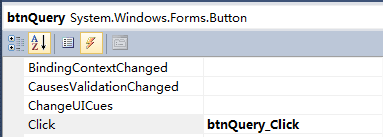 btnQuery System.Windows.Forms.Button
BindingContextChanged
CausesValidationChanged
ChangeUICues
Click btnQuery_Click